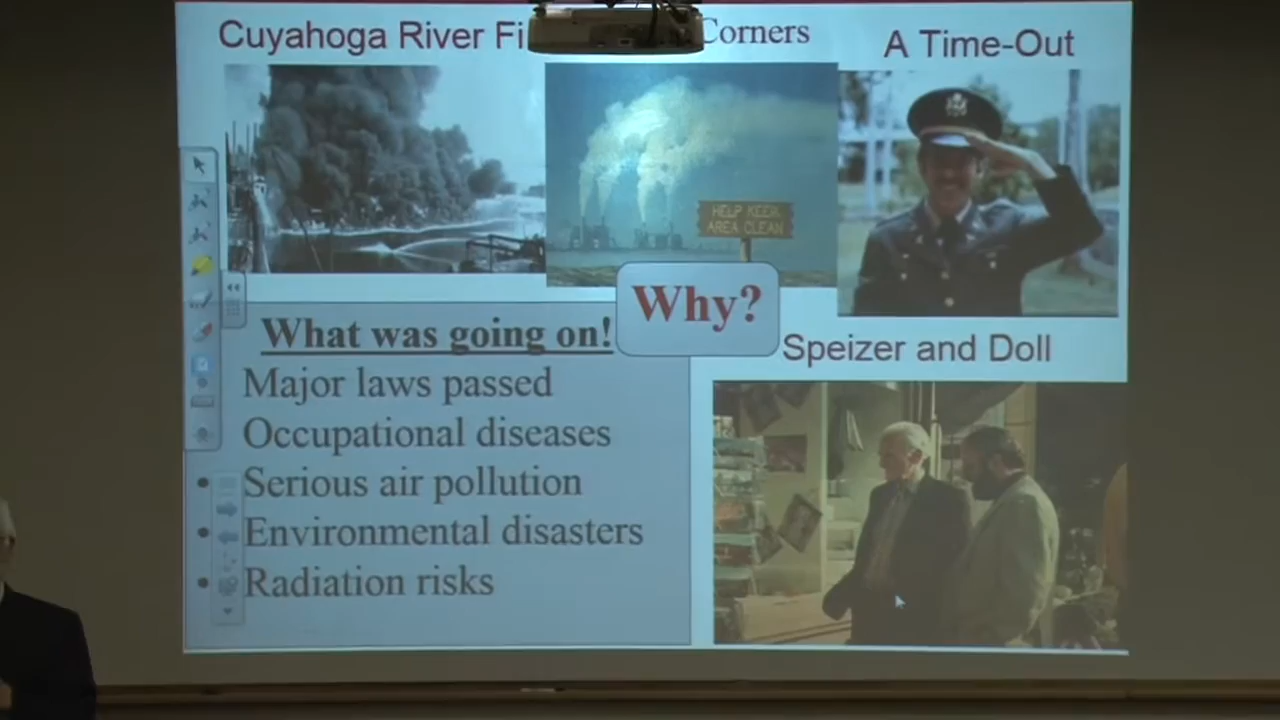 Cuyahoga River Fi
Corners
A Time-Out
HELP KEEP
AREA CLEAN
Why?
What was going on!
Major laws passed
Occupational diseases
• Serious air pollution
• Environmental disasters
• Radiation risks
Speizer and Doll